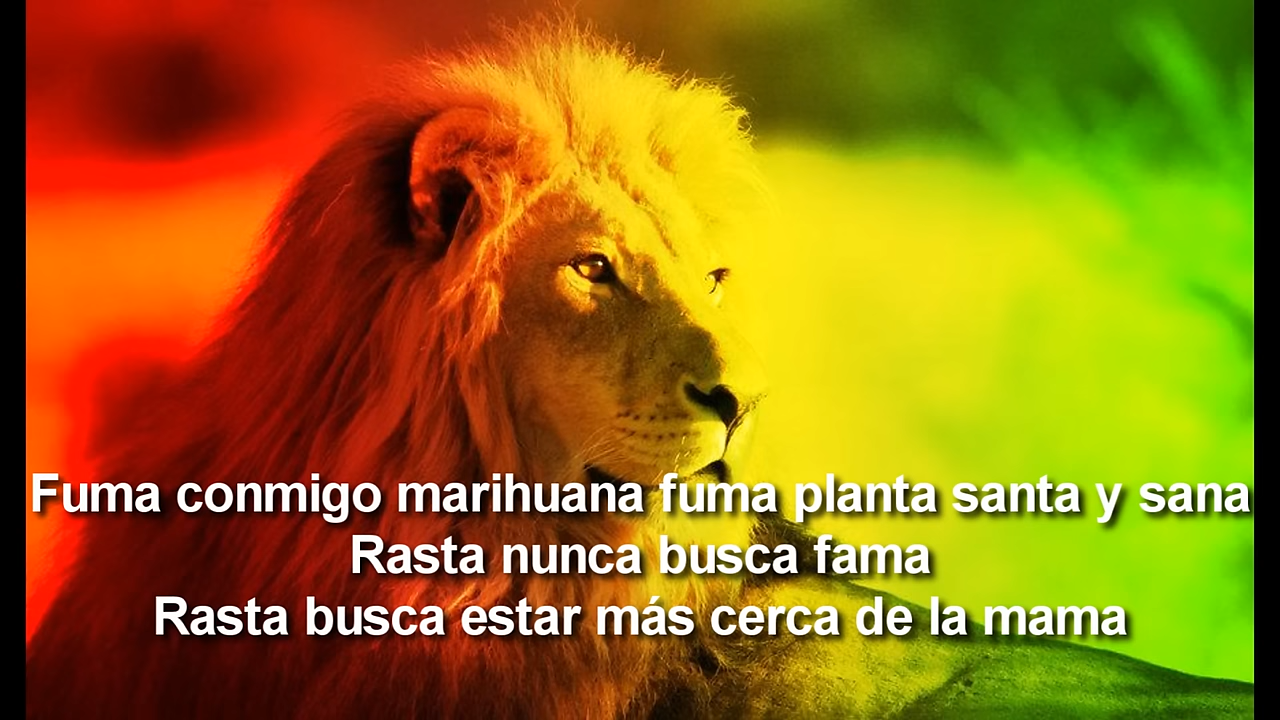 Fuma conmigo marihuana fuma planta santa y sana
Rasta nunca busca fama
Rasta busca estar más cerca de la mama